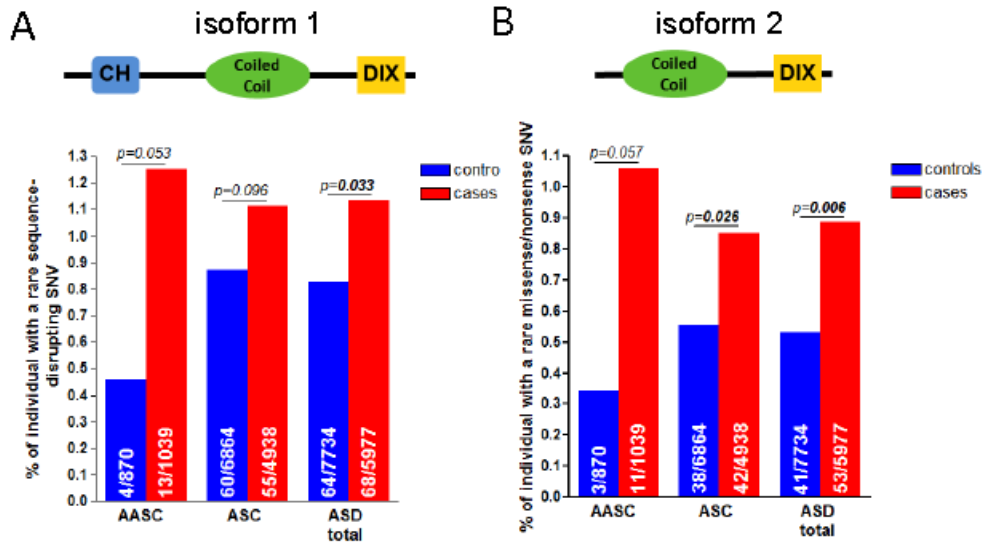 A
isoform 1
CH
Coiled
Coil
DIX
% of individual with a rare sequence-
disrupting SNV
1.3
1.2
1.1
1.0
0.9
0.8
0.7
0.6
0.5
0.4
0.3
0.2
0.1
0.0
p=0.053
p=0.096
p=0.033
contro
cases
4/870
13/1039
60/6864
55/4938
64/7734
68/5977
AASC
ASC
ASD
total
B
isoform 2
Coiled
Coil
DIX
% of individual with a rare missense/nonsense SNV
1.1
1.0
0.9
0.8
0.7
0.6
0.5
0.4
0.3
0.2
0.1
0.0
p=0.057
p=0.026
p=0.006
controls
cases
3/870
11/1039
38/6864
42/4938
41/7734
53/5977
AASC
ASC
ASD
total